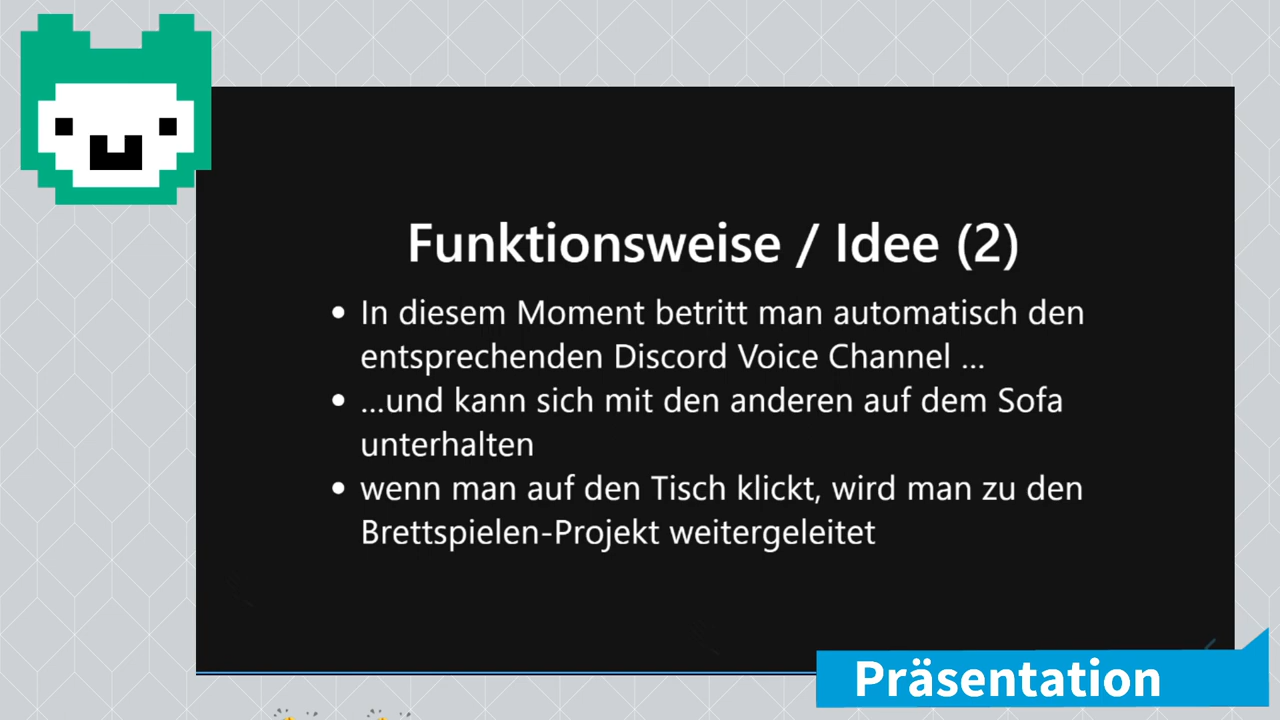 Funktionsweise / Idee (2)
• In diesem Moment betritt man automatisch den
entsprechenden Discord Voice Channel ...
• ...und kann sich mit den anderen auf dem Sofa
unterhalten
• wenn man auf den Tisch klickt, wird man zu den
Brettspielen-Projekt weitergeleitet
Präsentation